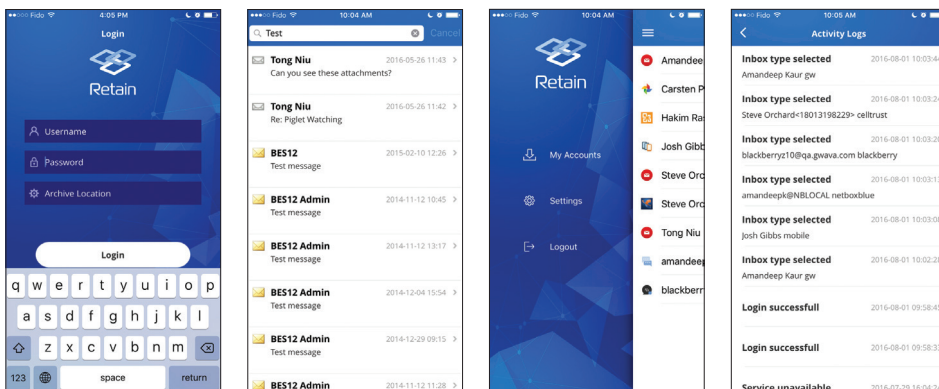 ●●●○○ Fido 4:05 PM
Login
Retain
Username
Password
Archive Location
Login
q w e r t y u i o p
a s d f g h j k l
z x c v b n m
123 space return
●●●○○ Fido 10:04 AM
Test Cancel
Tong Niu 2016-05-26 11:43 >
Can you see these attachments?
Tong Niu 2016-05-26 11:42 >
Re: Piglet Watching
BES12 2015-02-10 12:26 >
Test message
BES12 Admin 2014-11-12 10:45 >
Test message
BES12 Admin 2014-11-12 13:17 >
Test message
BES12 Admin 2014-12-04 15:54 >
Test message
BES12 Admin 2014-12-29 09:15 >
Test message
BES12 Admin 2014-11-12 11:28 >
●●●○○ Fido 10:04 AM
Retain
My Accounts
Settings
Logout
Amandee
Carsten P
Hakim Ra
Josh Gibb
Steve Orc
Steve Orc
Tong Niu
amandee
blackberr
●●●○○ Fido 10:05 AM
Activity Logs
Inbox type selected 2016-08-01 10:03:4
Amandeep Kaur gw
Inbox type selected 2016-08-01 10:03:2
Steve Orchard<18013198229> celltrust
Inbox type selected 2016-08-01 10:03:2
blackberryz10@qa.gwava.com blackberry
Inbox type selected 2016-08-01 10:03:1
amandeepk@NBLOCAL netboxblue
Inbox type selected 2016-08-01 10:03:0
Josh Gibbs mobile
Inbox type selected 2016-08-01 10:02:2
Amandeep Kaur gw
Login successfull 2016-08-01 09:58:4
Login successfull 2016-08-01 09:58:3
Service unavailable 2016-07-29 16:04:2